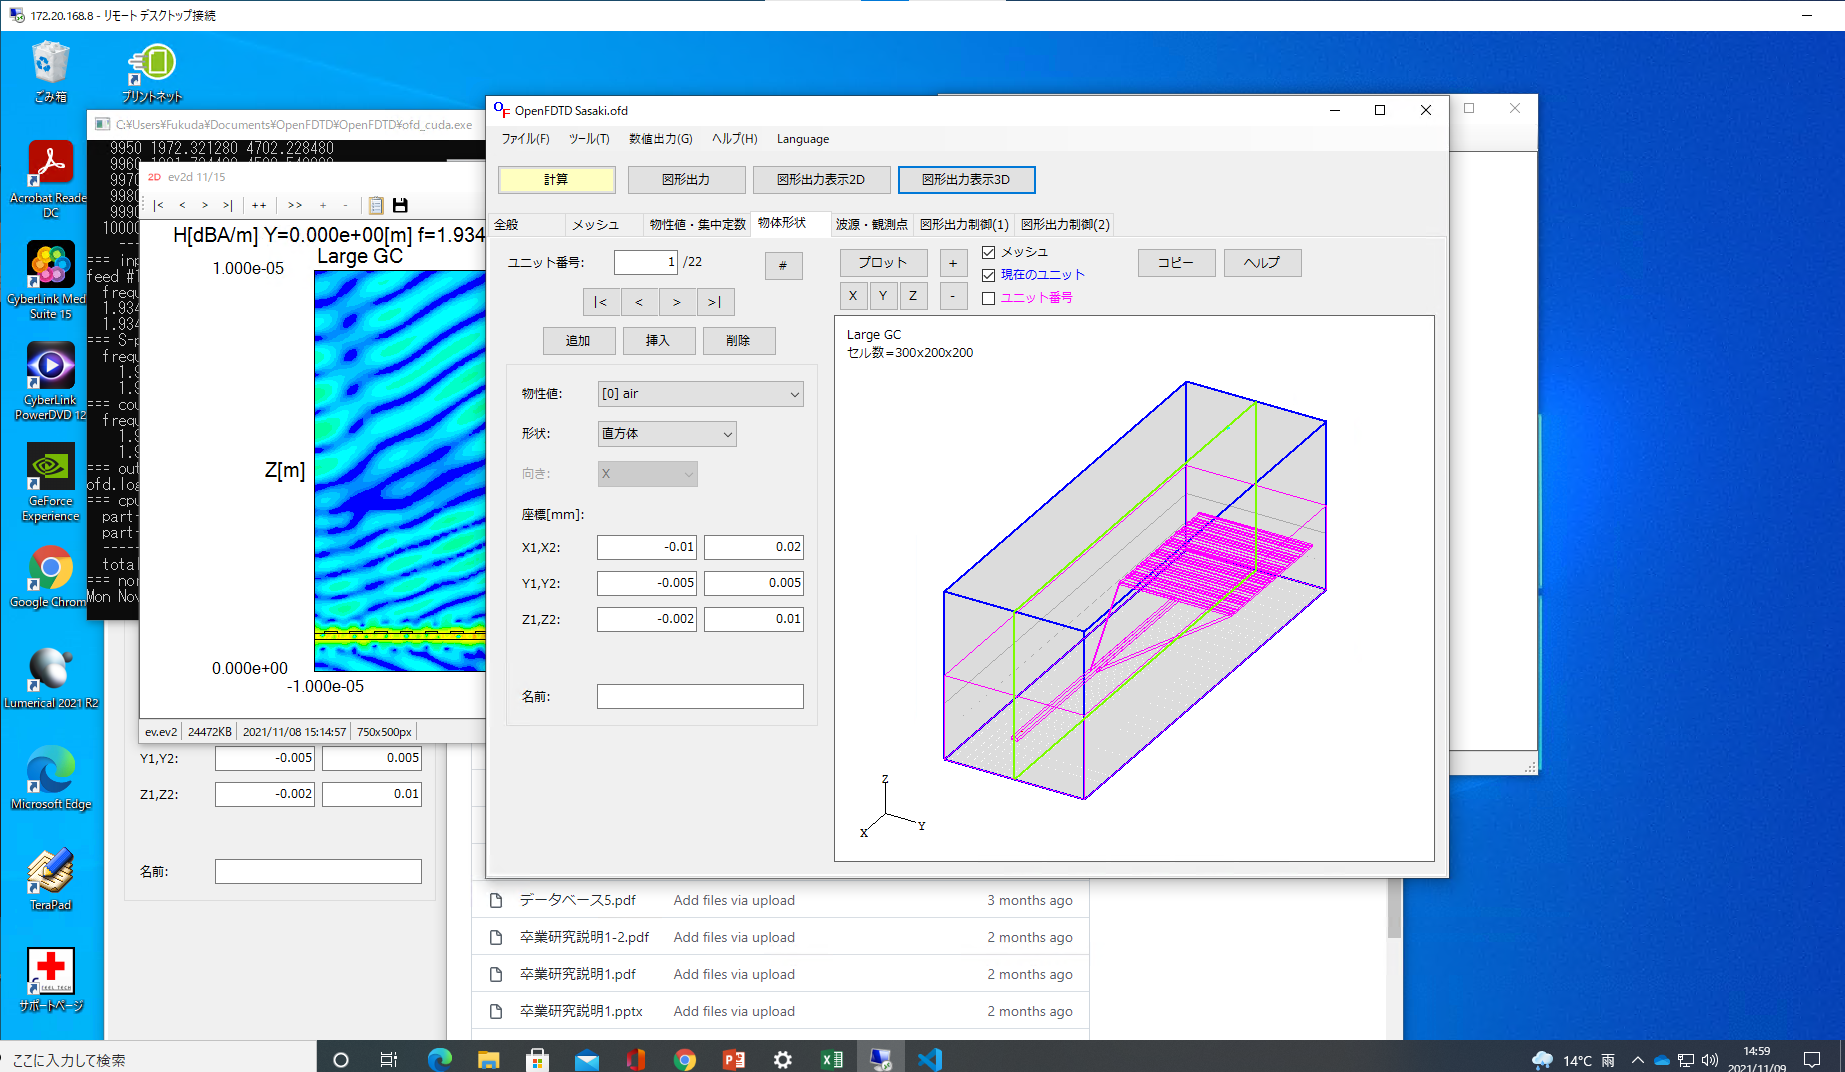 172.20.168.8 - リモート デスクトップ接続
ごみ箱
プリントネット
Acrobat Reade
DC
CyberLink Med
Suite 15
CyberLink
PowerDVD 12
GeForce
Experience
Google Chrom
Lumerical 2021 R2
Microsoft Edge
TeraPad
サポートページ
C:¥Users¥Fukuda¥Documents¥OpenFDTD¥OpenFDTD¥ofd_cuda.exe
9950 1972.321280 4702.228480
9960
9970
9980
9990
10000
=== inp
feed #1
frequ
1.934
1.934
=== S-p
frequ
1.9
1.9
=== cou
frequ
1.9
1.9
=== out
ofd.log
=== cpu
part-
part-
total
=== nor
Mon Nov
2D ev2d 11/15
|< < > >| ++ >> + -
H[dBA/m] Y=0.000e+00[m] f=1.934
Large GC
1.000e-05
Z[m]
0.000e+00
-1.000e-05
ev.ev2 24472KB 2021/11/08 15:14:57 750x500px
Y1,Y2: -0.005 0.005
Z1,Z2: -0.002 0.01
名前:
OpenFDTD Sasaki.ofd
ファイル(F) ツール(T) 数値出力(G) ヘルプ(H) Language
計算 図形出力 図形出力表示2D 図形出力表示3D
全般 メッシュ 物性値・集中定数 物体形状 波源・観測点 図形出力制御(1) 図形出力制御(2)
ユニット番号: 1 /22 #
|< < > >|
追加 挿入 削除
物性値: [0] air
形状: 直方体
向き: X
座標[mm]:
X1,X2: -0.01 0.02
Y1,Y2: -0.005 0.005
Z1,Z2: -0.002 0.01
名前:
プロット + メッシュ コピー ヘルプ
現在のユニット
X Y Z - ユニット番号
Large GC
セル数=300x200x200
Z
X
Y
データベース5.pdf Add files via upload 3 months ago
卒業研究説明1-2.pdf Add files via upload 2 months ago
卒業研究説明1.pdf Add files via upload 2 months ago
卒業研究説明1.pptx Add files via upload 2 months ago
ここに入力して検索
14°C 雨
14:59
2021/11/09